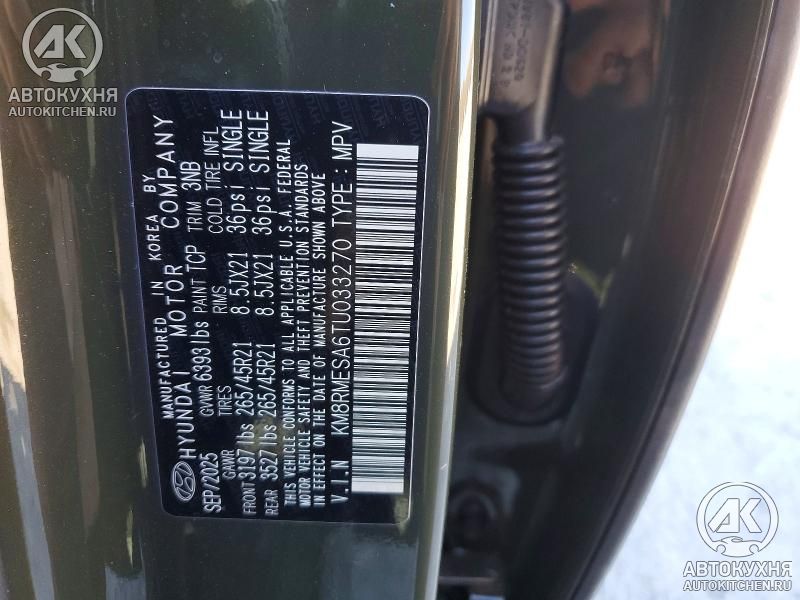 АК
АВТОКУХНЯ
AUTOKITCHEN.RU
MANUFACTURED IN KOREA BY
HYUNDAI MOTOR COMPANY
SEP/2025 GVWR 6393lbs PAINT TCP TRIM 3NB
GAWR TIRES RIMS COLD TIRE INFL
FRONT 3197lbs 265/45R21 8.5JX21 36psi SINGLE
REAR 3527lbs 265/45R21 8.5JX21 36psi SINGLE
THIS VEHICLE CONFORMS TO ALL APPLICABLE U.S.A. FEDERAL
MOTOR VEHICLE SAFETY AND THEFT PREVENTION STANDARDS
IN EFFECT ON THE DATE OF MANUFACTURE SHOWN ABOVE
V.I.N KM8RMESA6TU033270 TYPE : MPV
АК
АВТОКУХНЯ
AUTOKITCHEN.RU